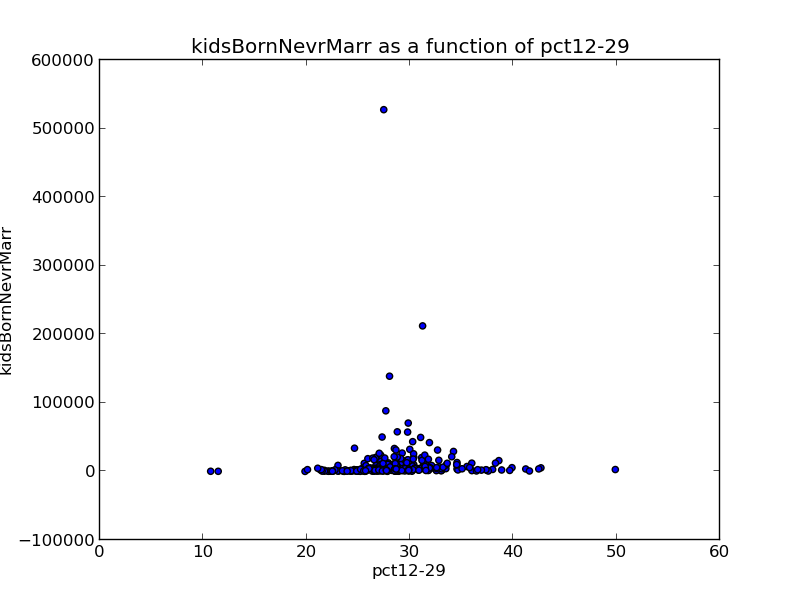 kidsBornNevrMarr as a function of pct12-29
600000
500000
400000
300000
200000
100000
0
−100000
kidsBornNevrMarr
0 10 20 30 40 50 60
pct12-29